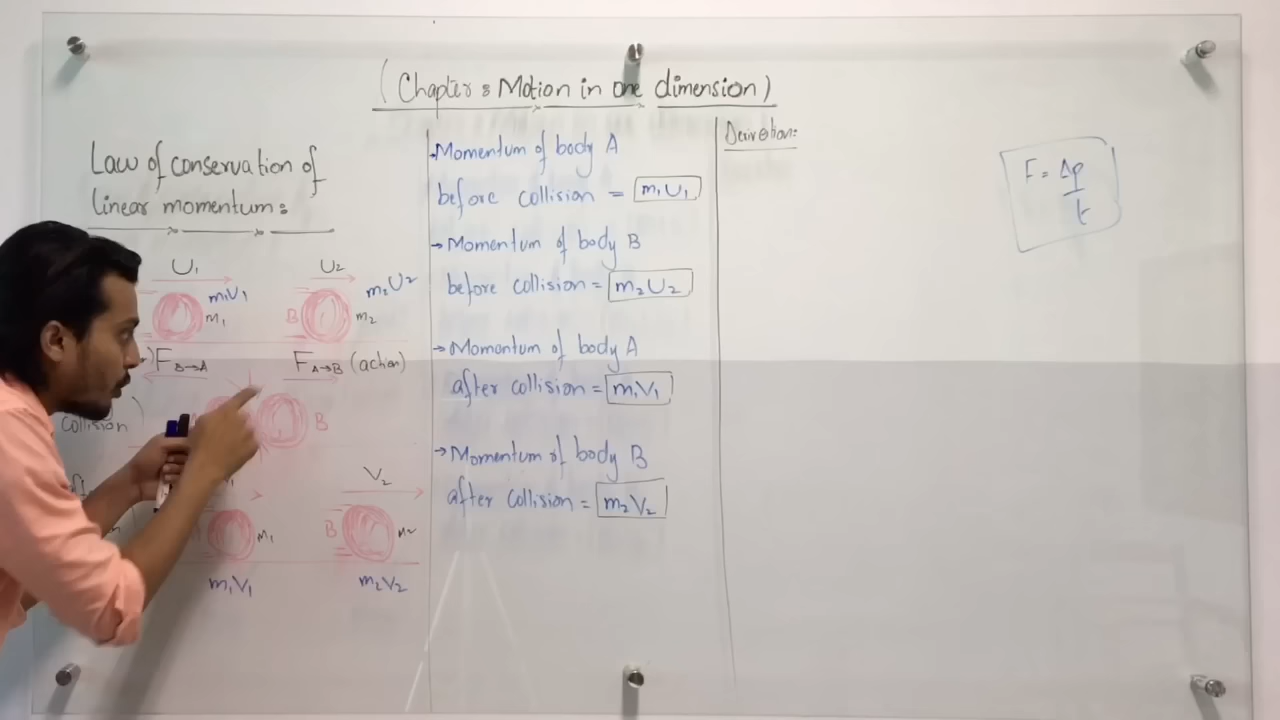 (Chapter: Motion in one dimension)
Law of conservation of
linear momentum:
U₁
U₂
m₁U₁
m₂U₂
m₁
B
m₂
F B→A
F A→B (action)
collision)
B
V₂
m₁
B
m₂
m₁V₁
m₂V₂
Momentum of body A
before collision = m₁U₁
→ Momentum of body B
before collision = m₂U₂
→ Momentum of body A
after collision = m₁V₁
→ Momentum of body B
after collision = m₂V₂
Derivation:
F = Δp
t